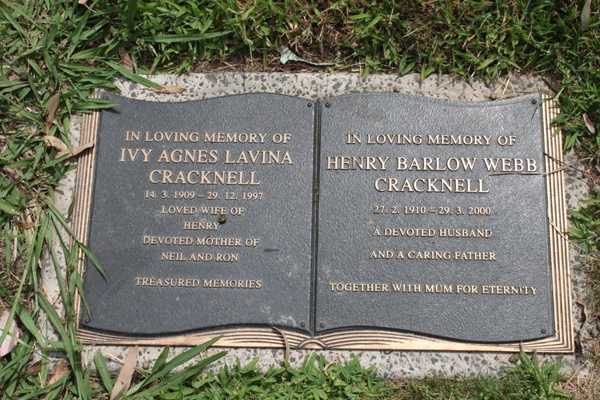 IN LOVING MEMORY OF
IVY AGNES LAVINA
CRACKNELL
14. 3. 1909 – 29. 12. 1997
LOVED WIFE OF
HENRY
DEVOTED MOTHER OF
NEIL AND RON
TREASURED MEMORIES
IN LOVING MEMORY OF
HENRY BARLOW WEBB
CRACKNELL
27. 2. 1910 – 29. 3. 2000
A DEVOTED HUSBAND
AND A CARING FATHER
TOGETHER WITH MUM FOR ETERNITY